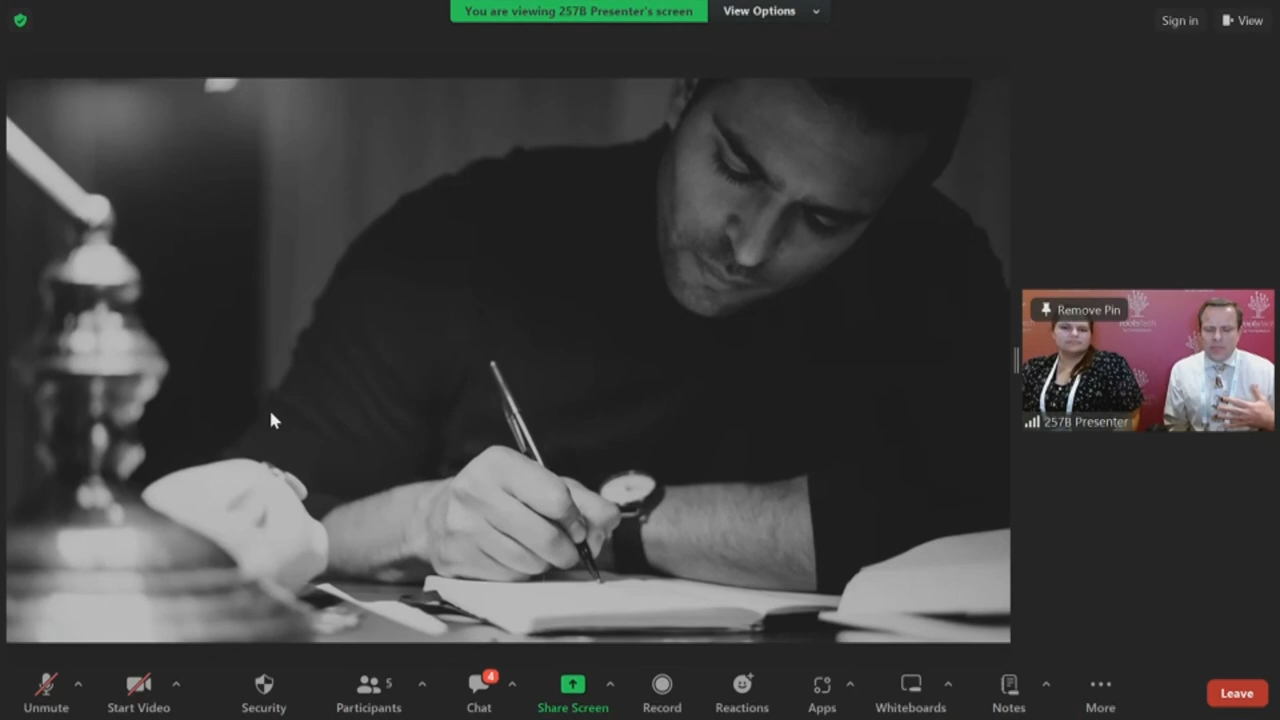 You are viewing 257B Presenter's screen
View Options
Sign in
View
Remove Pin
257B Presenter
Unmute
Start Video
Security
Participants
5
Chat
4
Share Screen
Record
Reactions
Apps
Whiteboards
Notes
More
Leave